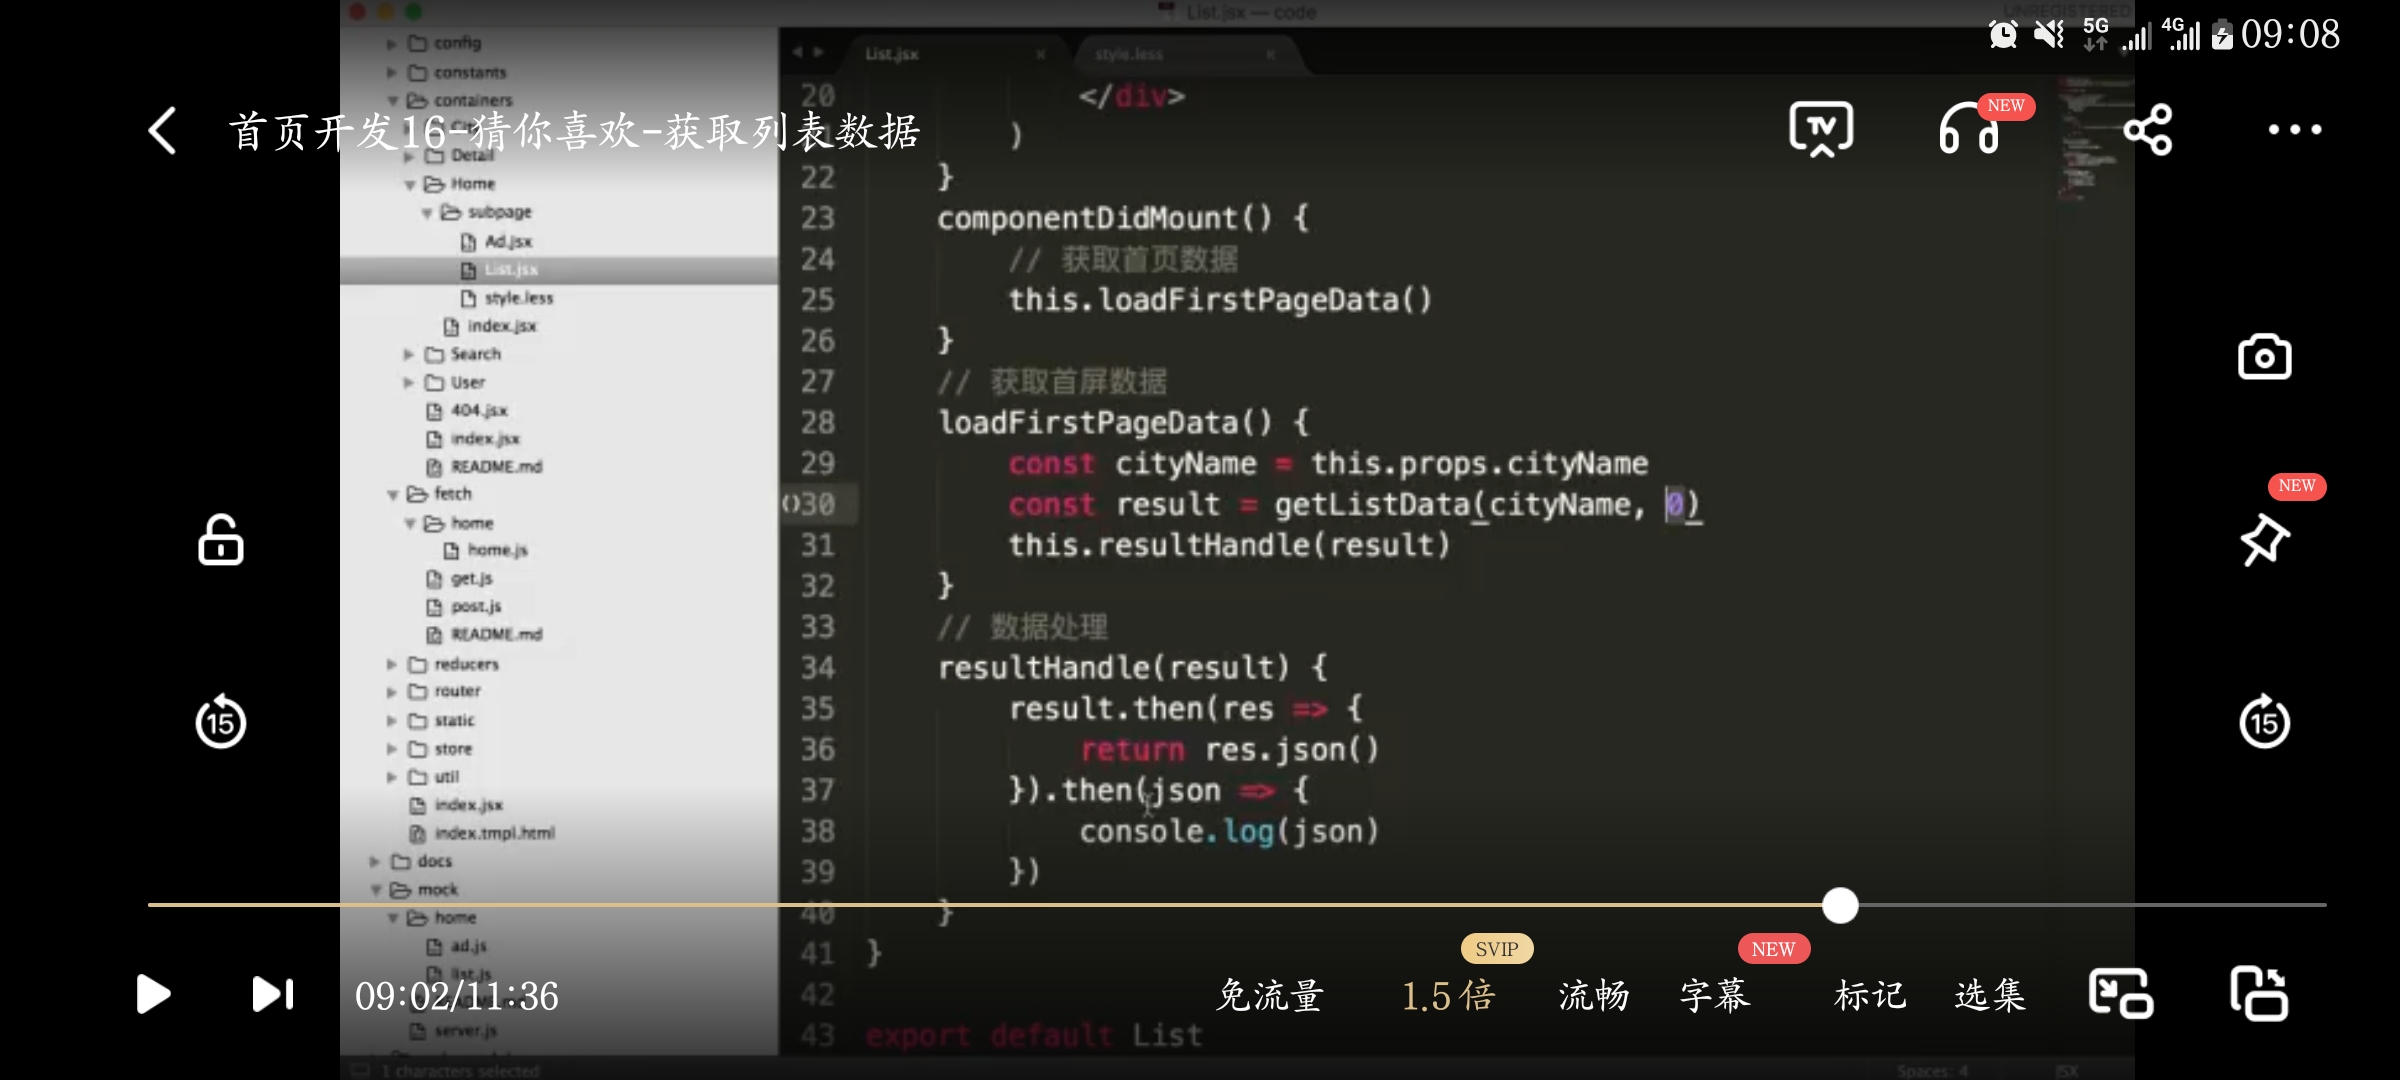 List.jsx — code
UNREGISTERED
5G
4G
09:08
首页开发16-猜你喜欢-获取列表数据
TV
NEW
config
constants
containers
Detail
Home
subpage
Ad.jsx
List.jsx
style.less
index.jsx
Search
User
404.jsx
index.jsx
README.md
fetch
home
home.js
get.js
post.js
README.md
reducers
router
static
store
util
index.jsx
index.tmpl.html
docs
mock
home
ad.js
list.js
server.js
List.jsx
style.less
20 </div>
)
22 }
23 componentDidMount() {
24 // 获取首页数据
25 this.loadFirstPageData()
26 }
27 // 获取首屏数据
28 loadFirstPageData() {
29 const cityName = this.props.cityName
()30 const result = getListData(cityName, 0)
31 this.resultHandle(result)
32 }
33 // 数据处理
34 resultHandle(result) {
35 result.then(res => {
36 return res.json()
37 }).then(json => {
38 console.log(json)
39 })
40 }
41 }
42
43 export default List
NEW
15
15
09:02/11:36
免流量
SVIP
1.5倍
流畅
NEW
字幕
标记
选集
1 characters selected
Spaces: 4
JSX